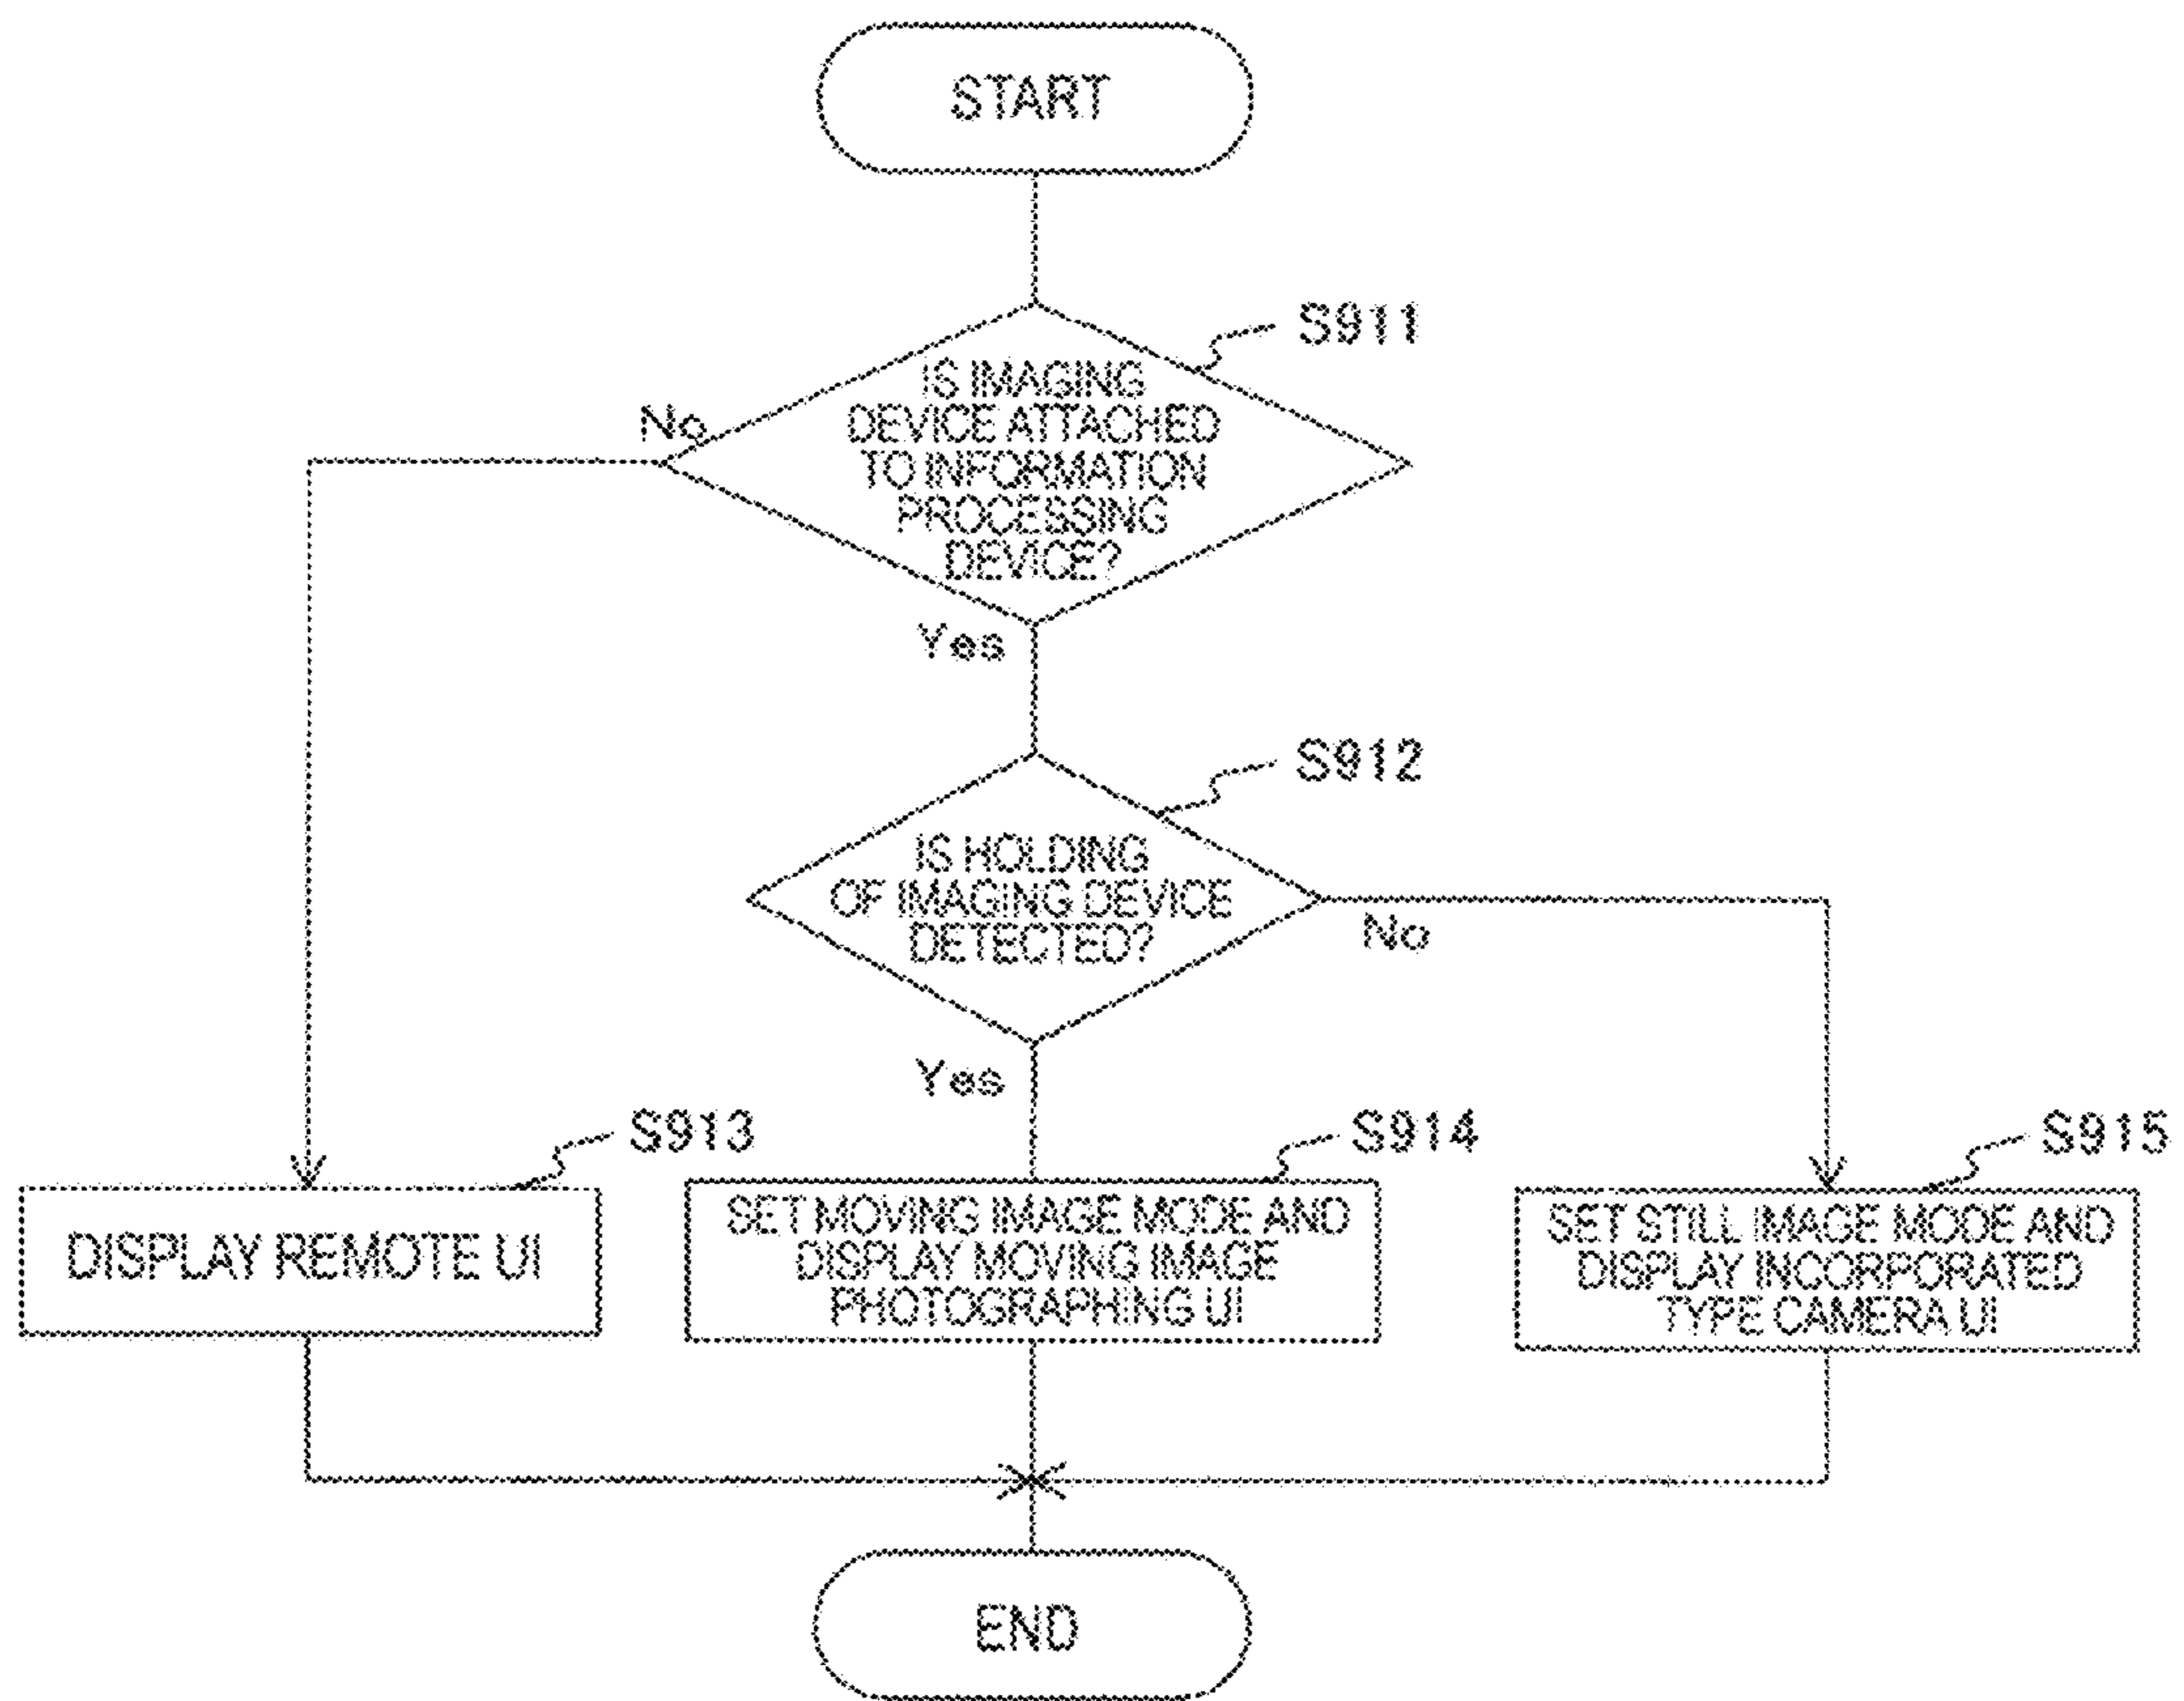 START
S911
IS IMAGING
DEVICE ATTACHED
TO INFORMATION
PROCESSING
DEVICE?
No
Yes
S912
IS HOLDING
OF IMAGING DEVICE
DETECTED?
No
Yes
S913
DISPLAY REMOTE UI
S914
SET MOVING IMAGE MODE AND
DISPLAY MOVING IMAGE
PHOTOGRAPHING UI
S915
SET STILL IMAGE MODE AND
DISPLAY INCORPORATED
TYPE CAMERA UI
END